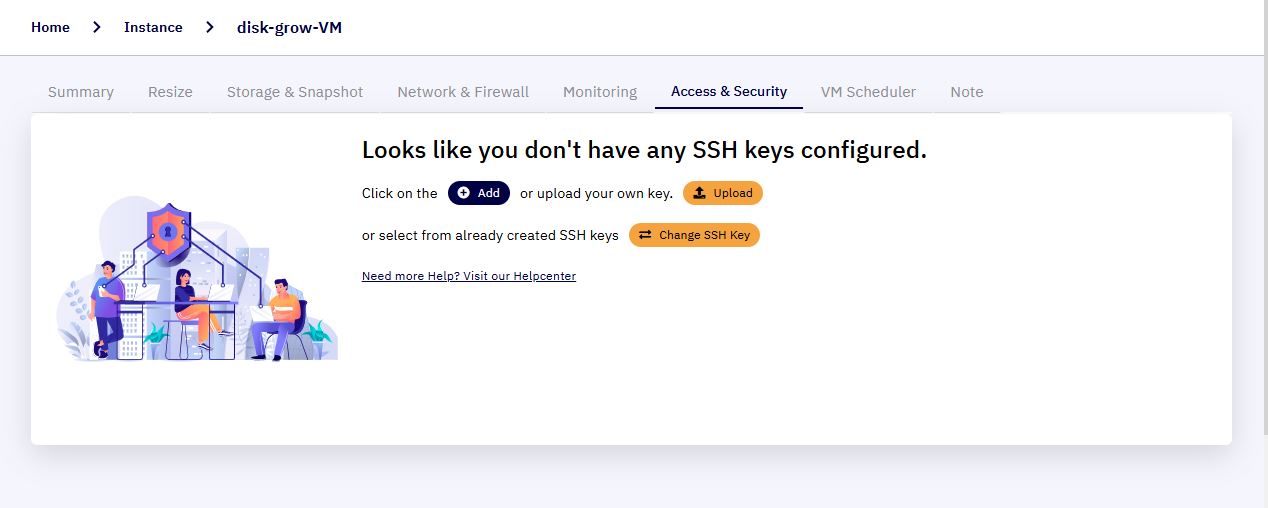 Home > Instance > disk-grow-VM
Summary Resize Storage & Snapshot Network & Firewall Monitoring Access & Security VM Scheduler Note
Looks like you don't have any SSH keys configured.
Click on the Add or upload your own key. Upload
or select from already created SSH keys Change SSH Key
Need more Help? Visit our Helpcenter